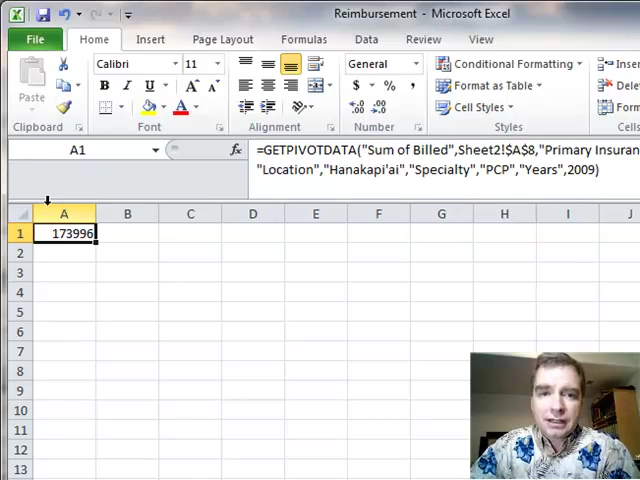 Reimbursement - Microsoft Excel
File Home Insert Page Layout Formulas Data Review View
Calibri 11 A A General Conditional Formatting Inser
Paste B I U $ % , Format as Table
A Cell Styles Form
Clipboard Font Alignment Number Styles
A1 fx =GETPIVOTDATA("Sum of Billed",Sheet2!$A$8,"Primary Insuran
"Location","Hanakapi'ai","Specialty","PCP","Years",2009)
A B C D E F G H I J
1 173996
2
3
4
5
6
7
8
9
10
11
12
13